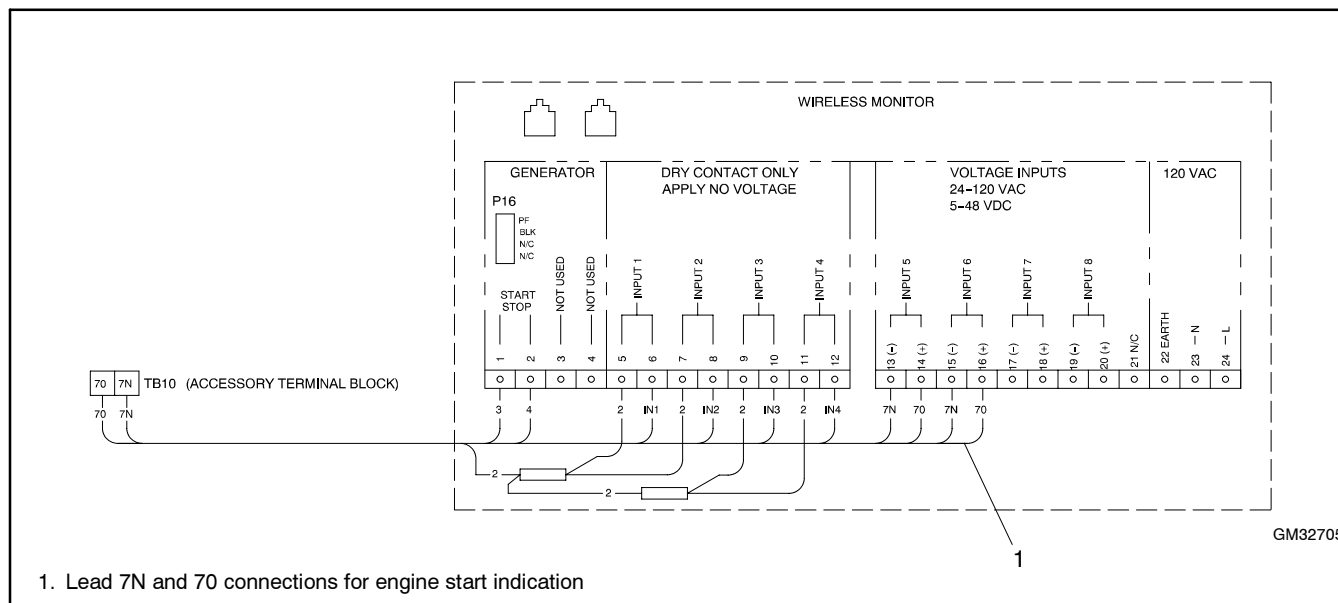 WIRELESS MONITOR
GENERATOR
DRY CONTACT ONLY
APPLY NO VOLTAGE
VOLTAGE INPUTS
24-120 VAC
5-48 VDC
120 VAC
P16
PF
BLK
N/C
N/C
START
STOP
NOT USED
NOT USED
INPUT 1
INPUT 2
INPUT 3
INPUT 4
INPUT 5
INPUT 6
INPUT 7
INPUT 8
1
2
3
4
5
6
7
8
9
10
11
12
13 (-)
14 (+)
15 (-)
16 (+)
17 (-)
18 (+)
19 (-)
20 (+)
21 N/C
22 EARTH
23 — N
24 — L
70 7N TB10 (ACCESSORY TERMINAL BLOCK)
70 7N
3 4 2 IN1 2 IN2 2 IN3 2 IN4 7N 70 7N 70
2
2
GM32705
1
1. Lead 7N and 70 connections for engine start indication